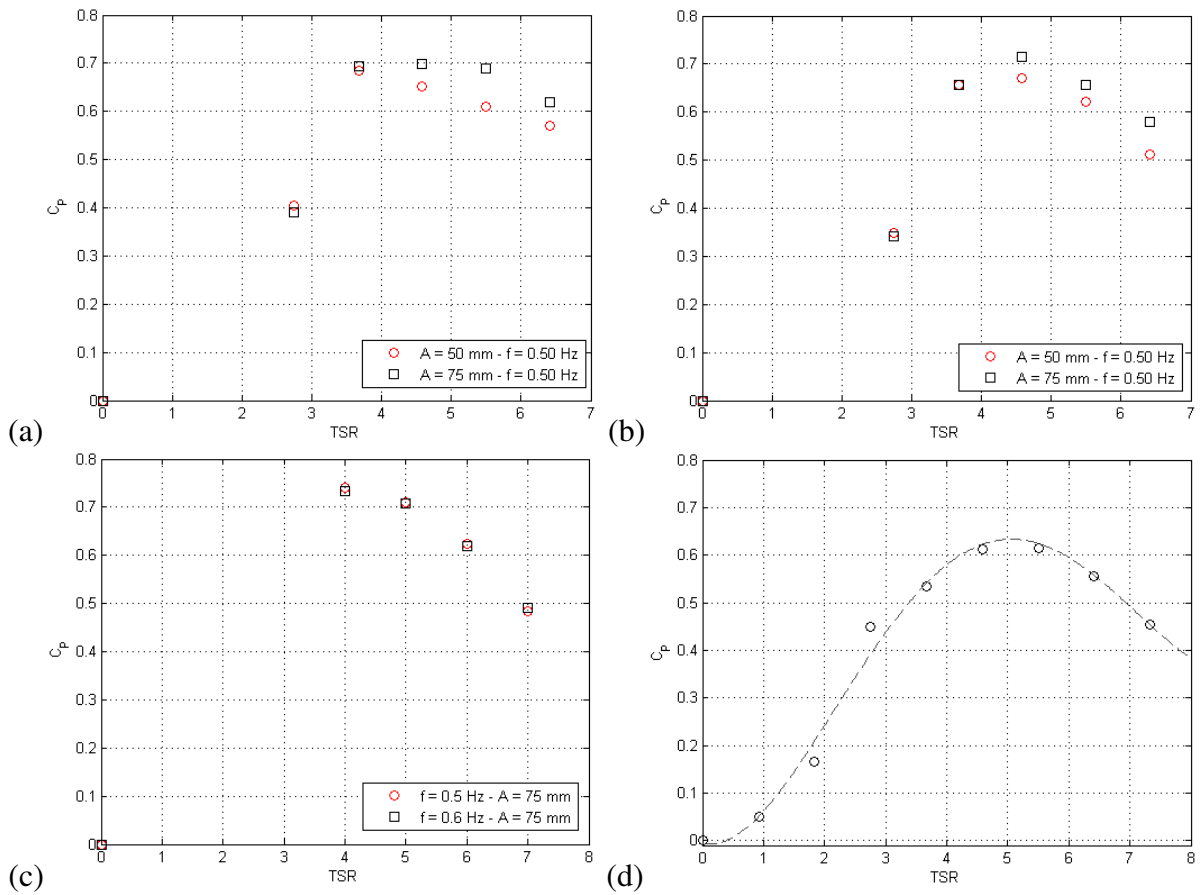 0.8
0.7
0.6
0.5
0.4
0.3
0.2
0.1
0
C_P
0 1 2 3 4 5 6 7
TSR
A = 50 mm - f = 0.50 Hz
A = 75 mm - f = 0.50 Hz
(a)
0.8
0.7
0.6
0.5
0.4
0.3
0.2
0.1
0
C_P
0 1 2 3 4 5 6 7
TSR
A = 50 mm - f = 0.50 Hz
A = 75 mm - f = 0.50 Hz
(b)
0.8
0.7
0.6
0.5
0.4
0.3
0.2
0.1
0
C_P
0 1 2 3 4 5 6 7 8
TSR
f = 0.5 Hz - A = 75 mm
f = 0.6 Hz - A = 75 mm
(c)
0.8
0.7
0.6
0.5
0.4
0.3
0.2
0.1
0
C_P
0 1 2 3 4 5 6 7 8
TSR
(d)